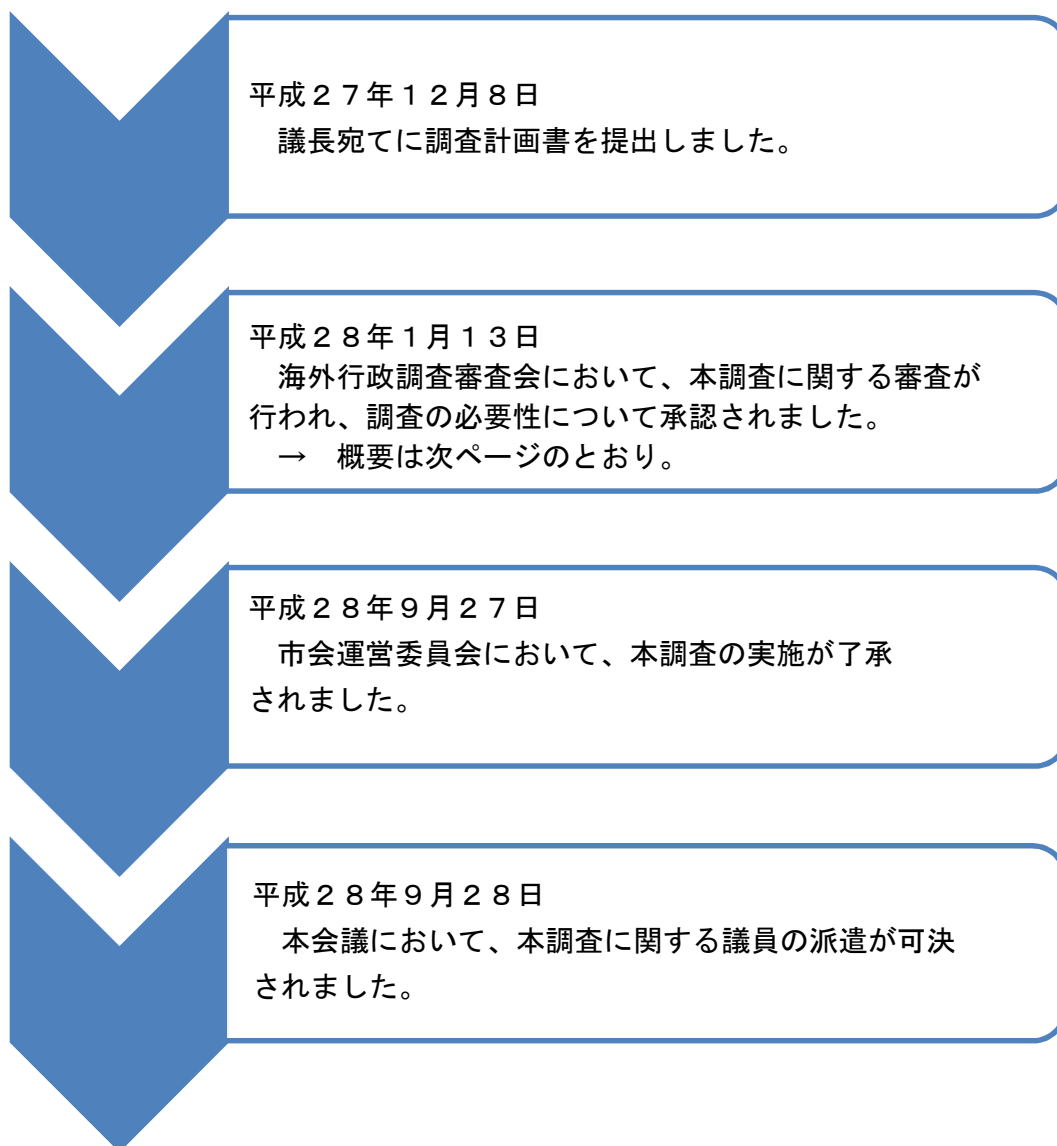 平成２７年１２月８日
　議長宛てに調査計画書を提出しました。
平成２８年１月１３日
　海外行政調査審査会において、本調査に関する審査が
行われ、調査の必要性について承認されました。
　→　概要は次ページのとおり。
平成２８年９月２７日
　市会運営委員会において、本調査の実施が了承
されました。
平成２８年９月２８日
　本会議において、本調査に関する議員の派遣が可決
されました。